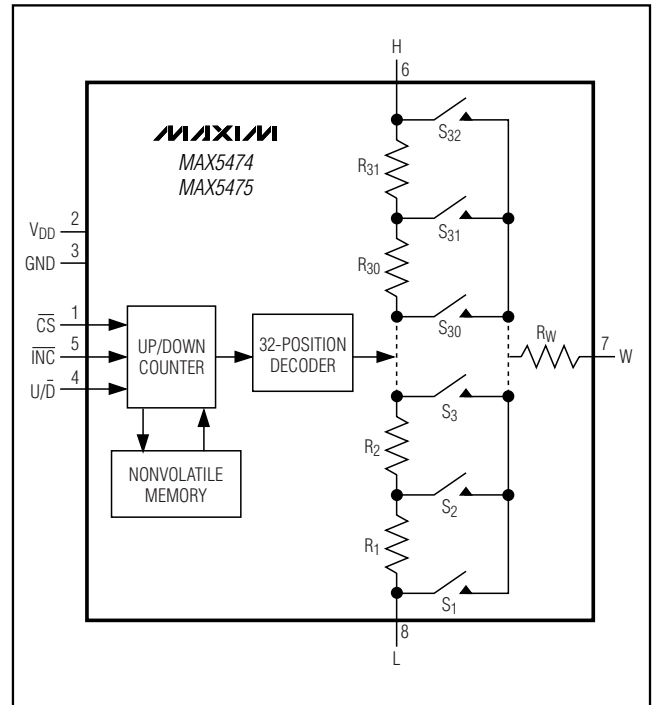 H
6
MAXIM
MAX5474
MAX5475
S32
R31
S31
R30
S30
VDD 2
GND 3
CS 1
INC 5
U/D̄ 4
UP/DOWN
COUNTER
32-POSITION
DECODER
RW
7 W
S3
R2
NONVOLATILE
MEMORY
S2
R1
S1
8
L